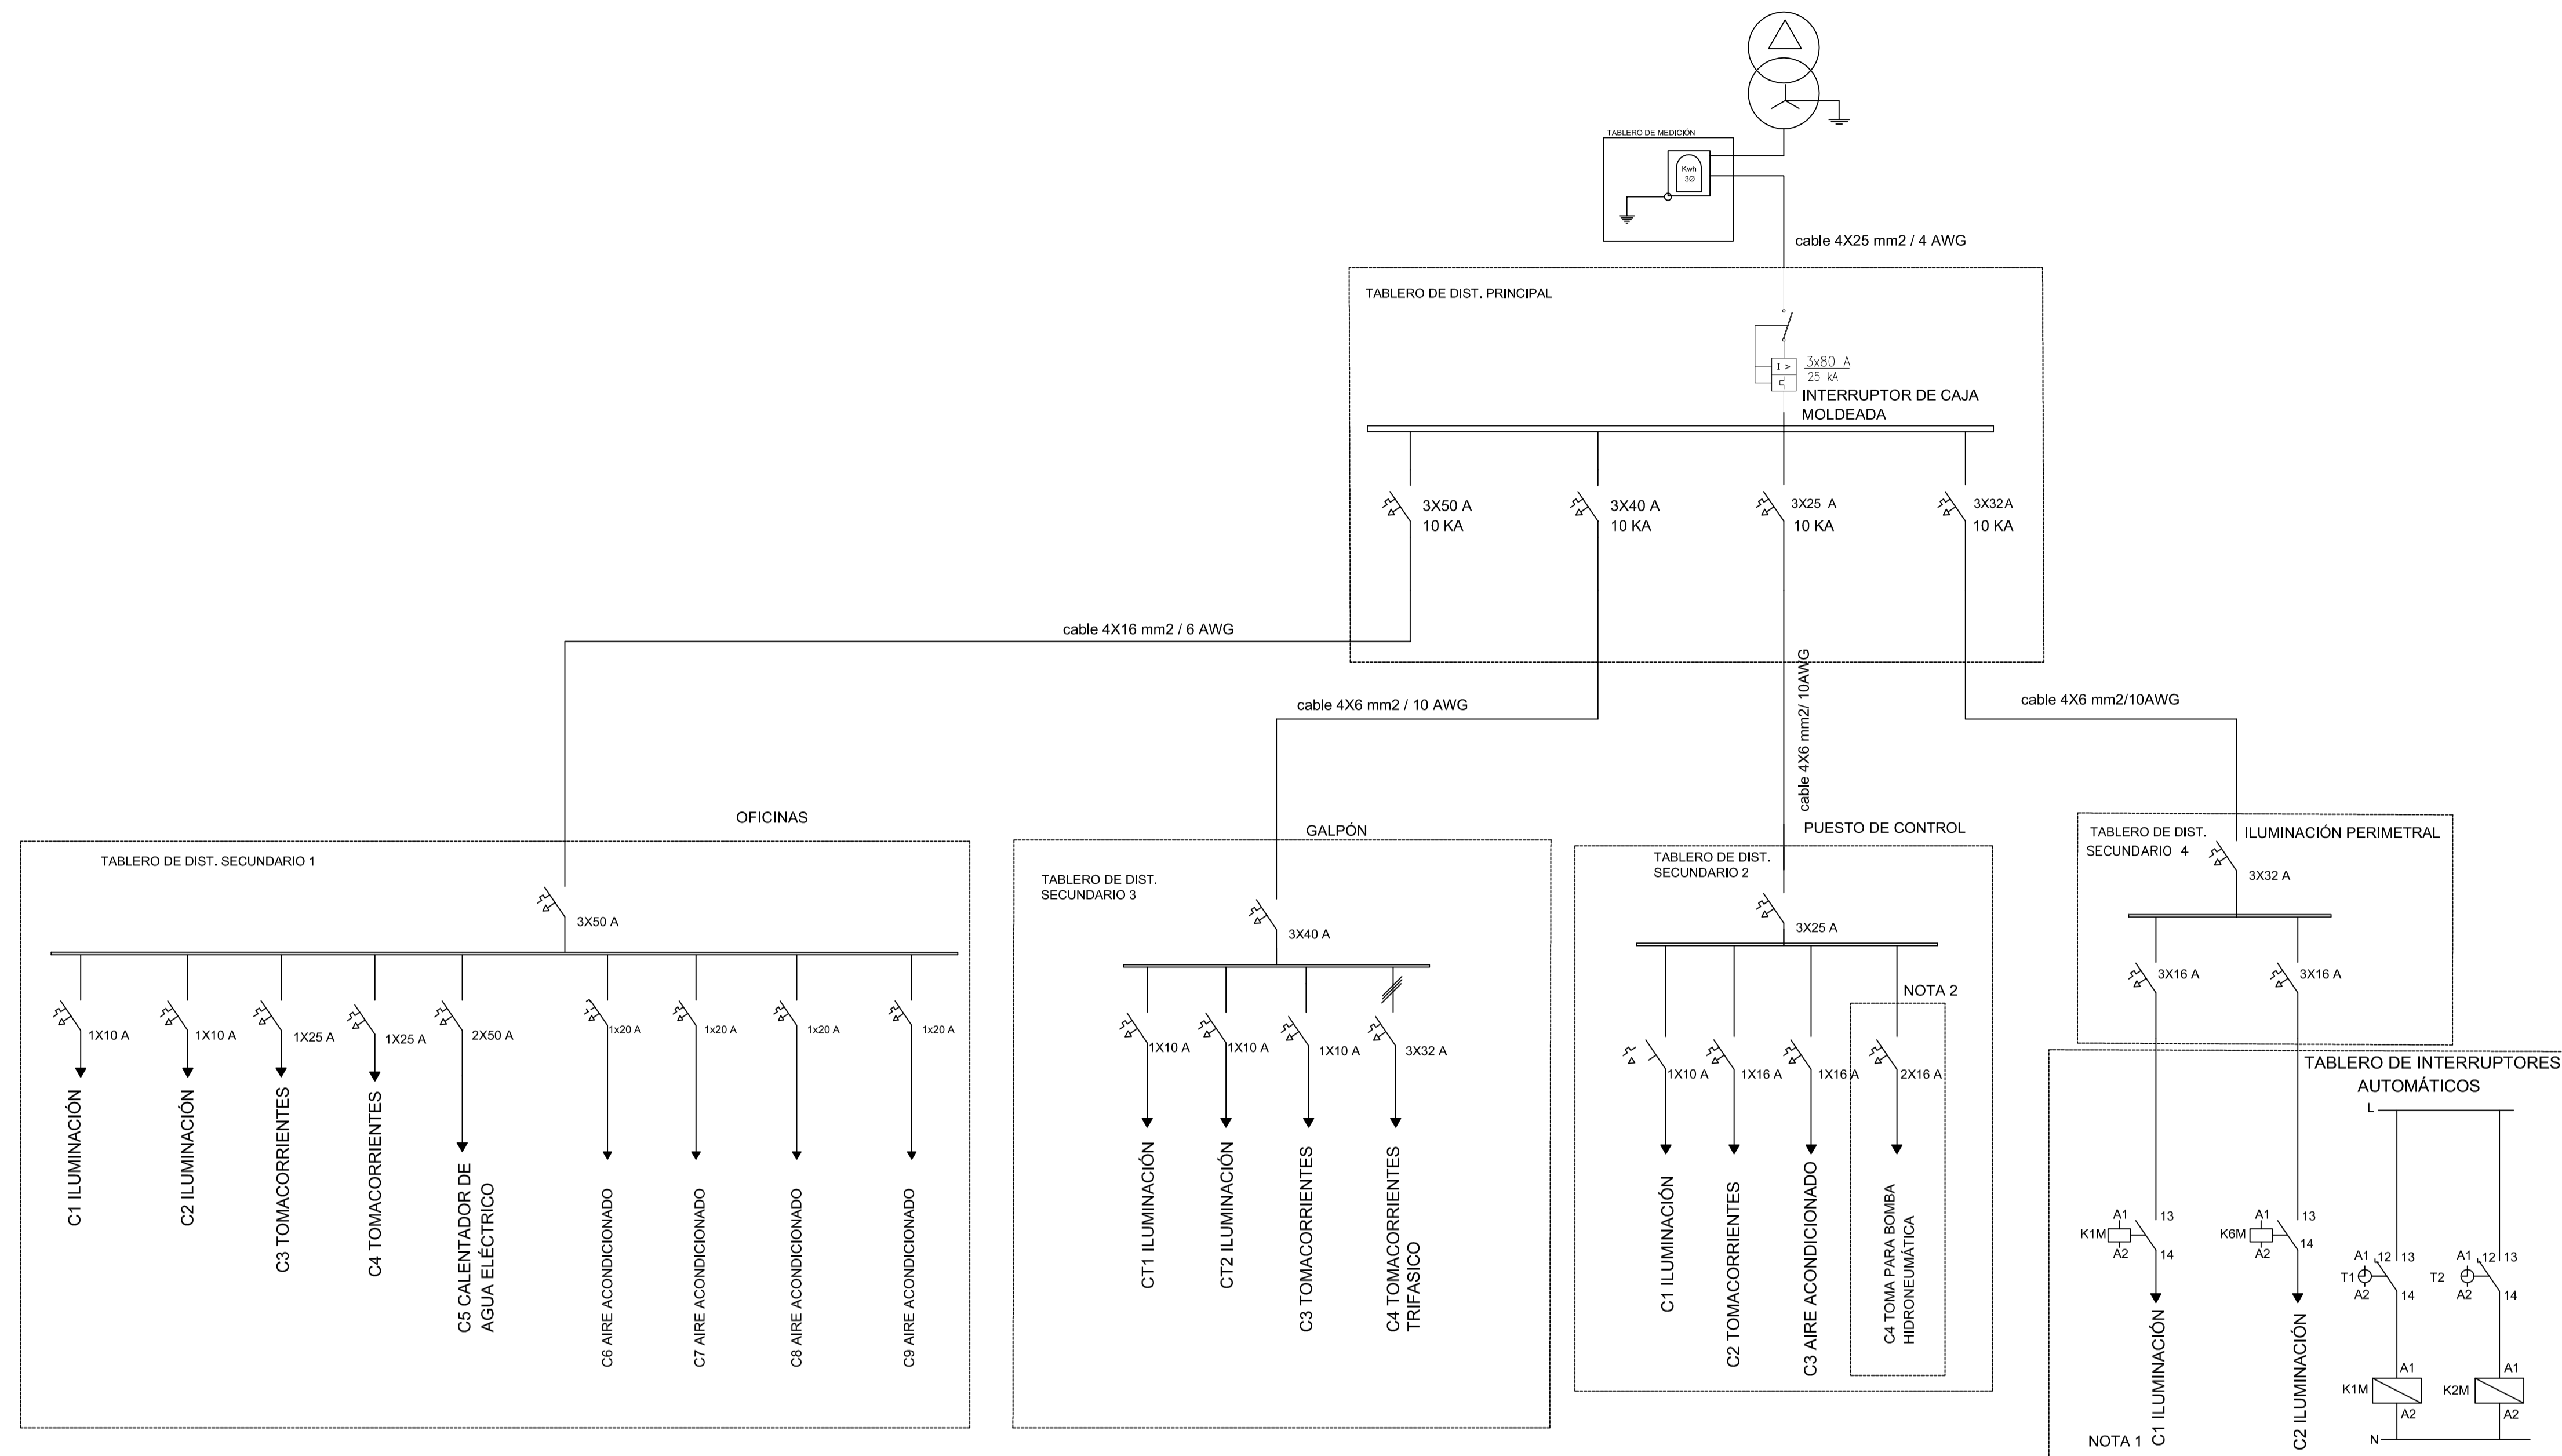 TABLERO DE MEDICIÓN
Kwh
3Ø
cable 4X25 mm2 / 4 AWG
TABLERO DE DIST. PRINCIPAL
I >
3x80 A
25 kA
INTERRUPTOR DE CAJA
MOLDEADA
3X50 A
10 KA
3X40 A
10 KA
3X25 A
10 KA
3X32A
10 KA
cable 4X16 mm2 / 6 AWG
cable 4X6 mm2 / 10 AWG
cable 4X6 mm2/ 10AWG
cable 4X6 mm2/10AWG
OFICINAS
TABLERO DE DIST. SECUNDARIO 1
3X50 A
1X10 A
1X10 A
1X25 A
1X25 A
2X50 A
1x20 A
1x20 A
1x20 A
1x20 A
C1 ILUMINACIÓN
C2 ILUMINACIÓN
C3 TOMACORRIENTES
C4 TOMACORRIENTES
C5 CALENTADOR DE
AGUA ELÉCTRICO
C6 AIRE ACONDICIONADO
C7 AIRE ACONDICIONADO
C8 AIRE ACONDICIONADO
C9 AIRE ACONDICIONADO
GALPÓN
TABLERO DE DIST.
SECUNDARIO 3
3X40 A
1X10 A
1X10 A
1X10 A
3X32 A
CT1 ILUMINACIÓN
CT2 ILUMINACIÓN
C3 TOMACORRIENTES
C4 TOMACORRIENTES
TRIFASICO
PUESTO DE CONTROL
TABLERO DE DIST.
SECUNDARIO 2
3X25 A
NOTA 2
1X10 A
1X16 A
1X16 A
2X16 A
C1 ILUMINACIÓN
C2 TOMACORRIENTES
C3 AIRE ACONDICIONADO
C4 TOMA PARA BOMBA
HIDRONEUMÁTICA
TABLERO DE DIST.
SECUNDARIO 4
ILUMINACIÓN PERIMETRAL
3X32 A
3X16 A
3X16 A
TABLERO DE INTERRUPTORES
AUTOMÁTICOS
L
A1
13
K1M
A2
14
A1
13
K6M
A2
14
A1
12
13
T1
A2
14
A1
12
13
T2
A2
14
A1
K1M
A2
A1
K2M
A2
N
C1 ILUMINACIÓN
C2 ILUMINACIÓN
NOTA 1